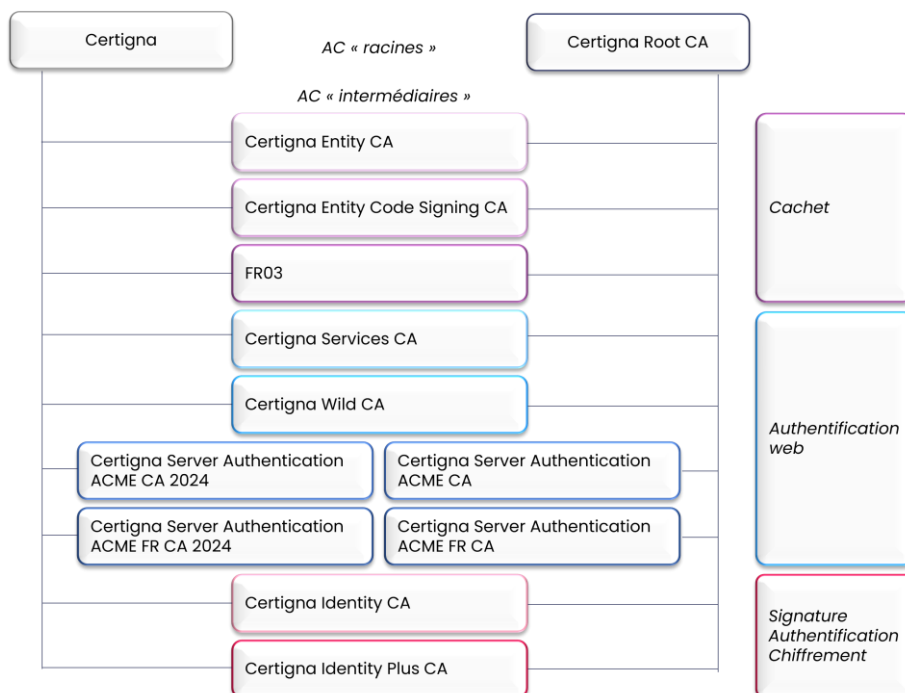 Certigna
AC « racines »
Certigna Root CA
AC « intermédiaires »
Certigna Entity CA
Certigna Entity Code Signing CA
Cachet
FR03
Certigna Services CA
Certigna Wild CA
Authentification
web
Certigna Server Authentication
ACME CA 2024
Certigna Server Authentication
ACME CA
Certigna Server Authentication
ACME FR CA 2024
Certigna Server Authentication
ACME FR CA
Certigna Identity CA
Signature
Authentification
Chiffrement
Certigna Identity Plus CA